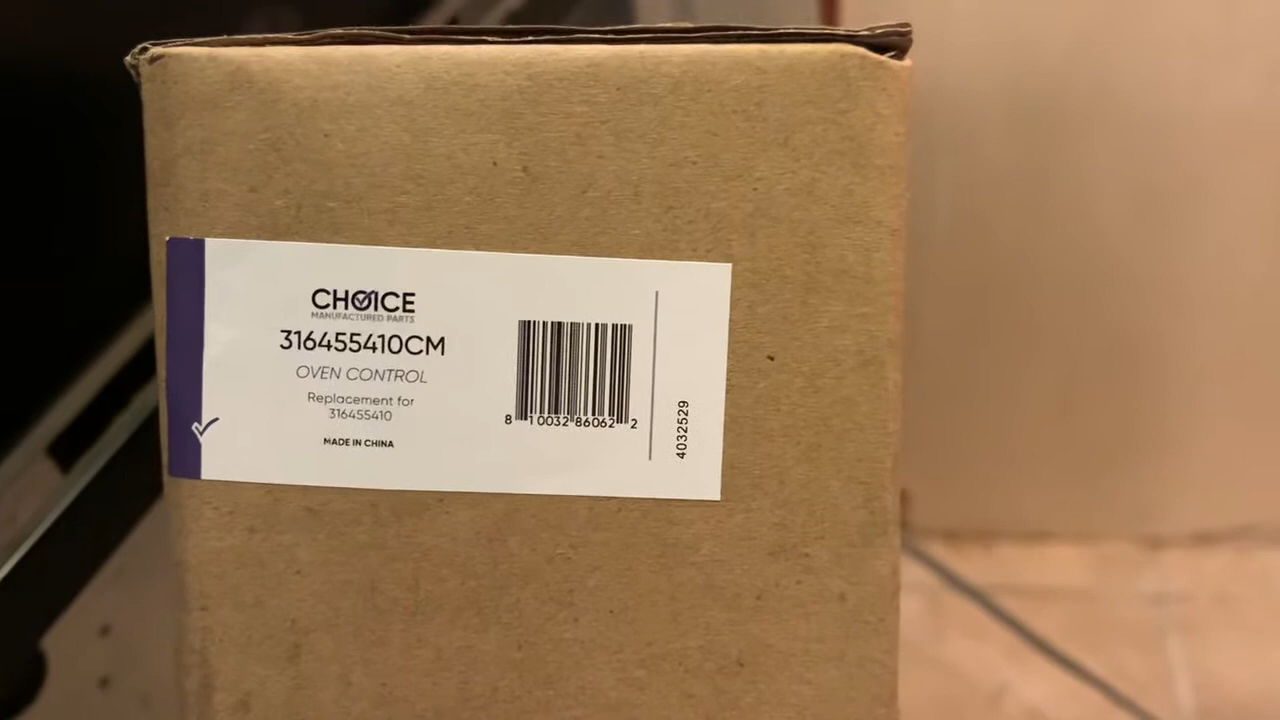 CHOICE
MANUFACTURED PARTS
316455410CM
OVEN CONTROL
Replacement for
316455410
MADE IN CHINA
8 10032 86062 2
4032529